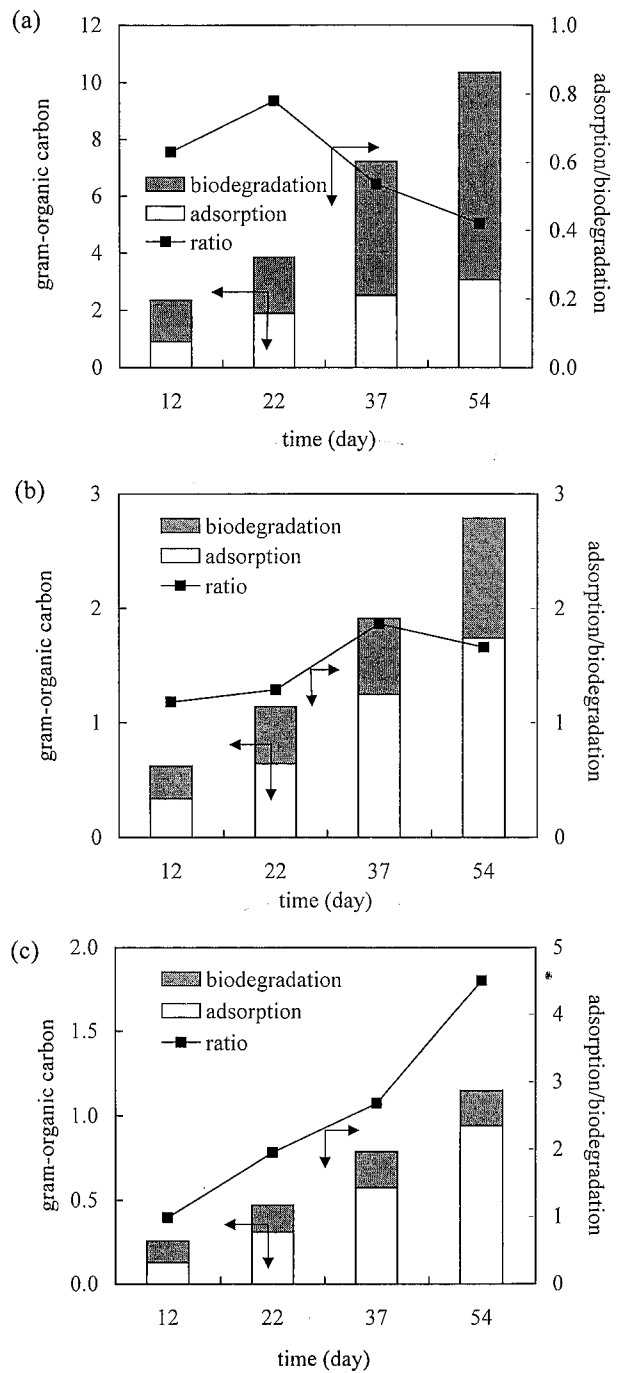 (a)
gram-organic carbon
12
10
8
6
4
2
0
biodegradation
adsorption
ratio
1.0
0.8
0.6
0.4
0.2
0.0
adsorption/biodegradation
12 22 37 54
time (day)
(b)
gram-organic carbon
3
2
1
0
biodegradation
adsorption
ratio
3
2
1
0
adsorption/biodegradation
12 22 37 54
time (day)
(c)
gram-organic carbon
2.0
1.5
1.0
0.5
0.0
biodegradation
adsorption
ratio
5
4
3
2
1
0
adsorption/biodegradation
12 22 37 54
time (day)